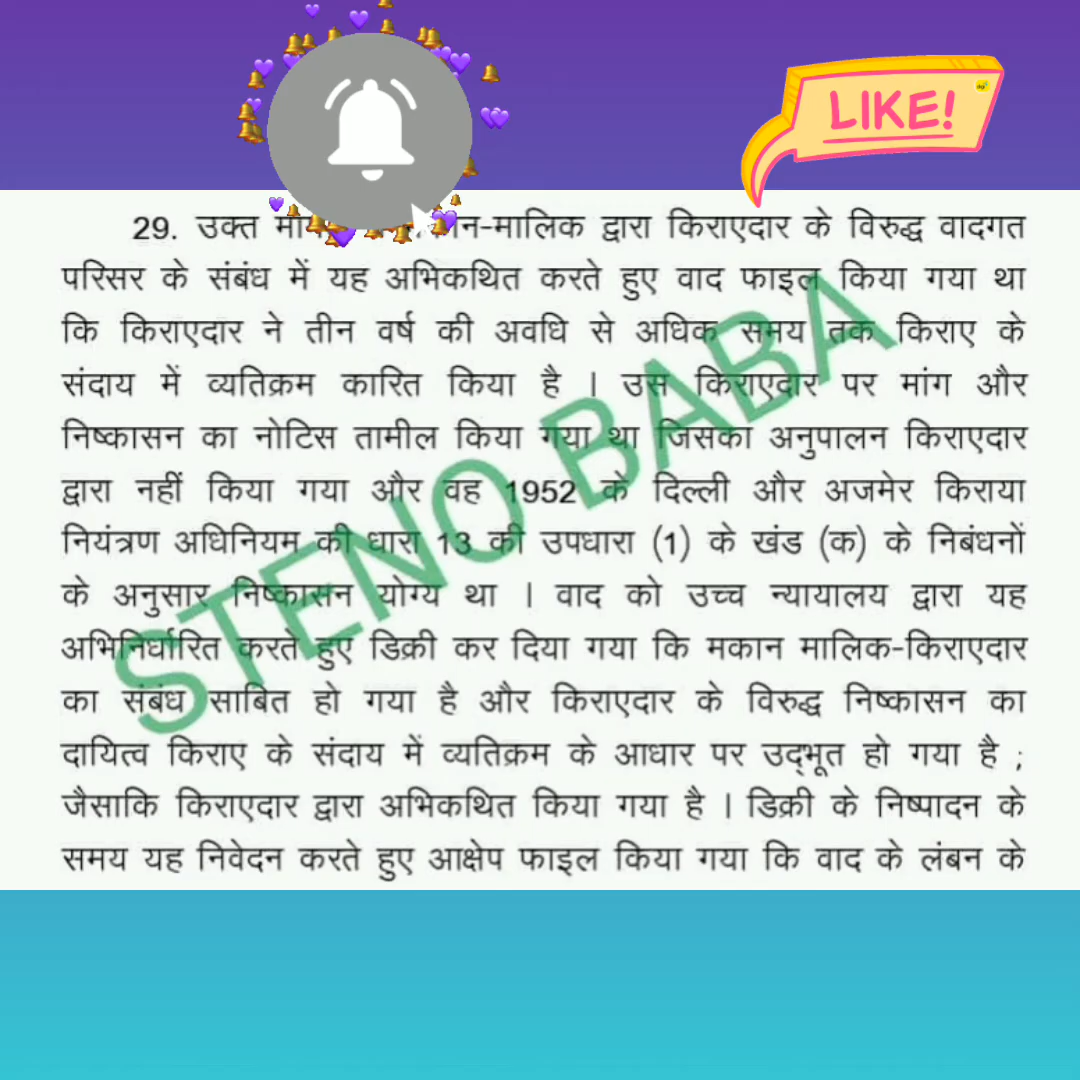 LIKE!
29. उक्त द्वारा किराएदार के विरुद्ध वादगत
परिसर के संबंध में यह अभिकथित करते हुए वाद फाइल किया गया था
कि किराएदार ने तीन वर्ष की अवधि से अधिक समय तक किराए के
संदाय में व्यतिक्रम कारित किया है । उस किराएदार पर मांग और
निष्कासन का नोटिस तामील किया गया था जिसका अनुपालन किराएदार
द्वारा नहीं किया गया और वह 1952 के दिल्ली और अजमेर किराया
नियंत्रण अधिनियम की धारा 13 की उपधारा (1) के खंड (क) के निबंधनों
के अनुसार निष्कासन योग्य था । वाद को उच्च न्यायालय द्वारा यह
अभिनिर्धारित करते हुए डिक्री कर दिया गया कि मकान मालिक-किराएदार
का संबंध साबित हो गया है और किराएदार के विरुद्ध निष्कासन का
दायित्व किराए के संदाय में व्यतिक्रम के आधार पर उद्‌भूत हो गया है ;
जैसाकि किराएदार द्वारा अभिकथित किया गया है । डिक्री के निष्पादन के
समय यह निवेदन करते हुए आक्षेप फाइल किया गया कि वाद के लंबन के
STENO BABA